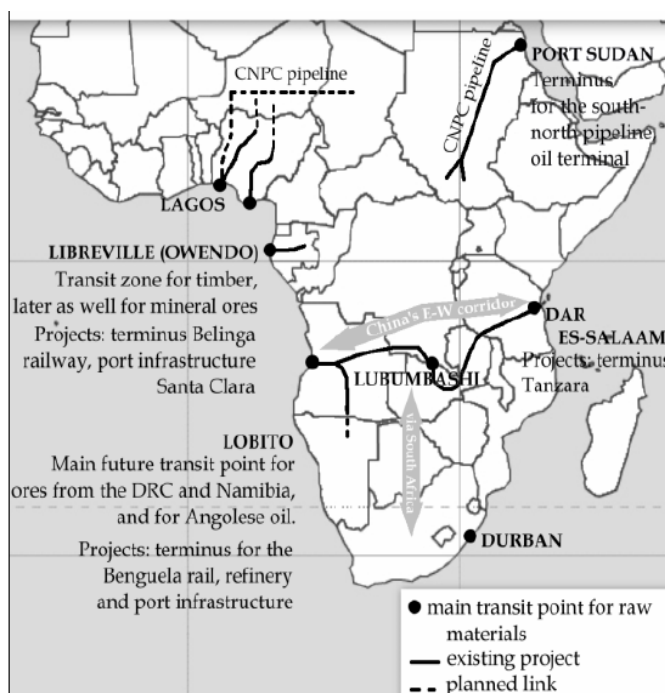 CNPC pipeline
CNPC pipeline
PORT SUDAN
Terminus
for the south-
north pipeline,
oil terminal
LAGOS
LIBREVILLE (OWENDO)
Transit zone for timber,
later as well for mineral ores
Projects: terminus Belinga
railway, port infrastructure
Santa Clara
China's E-W corridor
DAR
ES-SALAAM
Projects: terminus
Tanzara
LUBUMBASHI
via South Africa
LOBITO
Main future transit point for
ores from the DRC and Namibia,
and for Angolese oil.
Projects: terminus for the
Benguela rail, refinery
and port infrastructure
DURBAN
main transit point for raw
materials
existing project
planned link